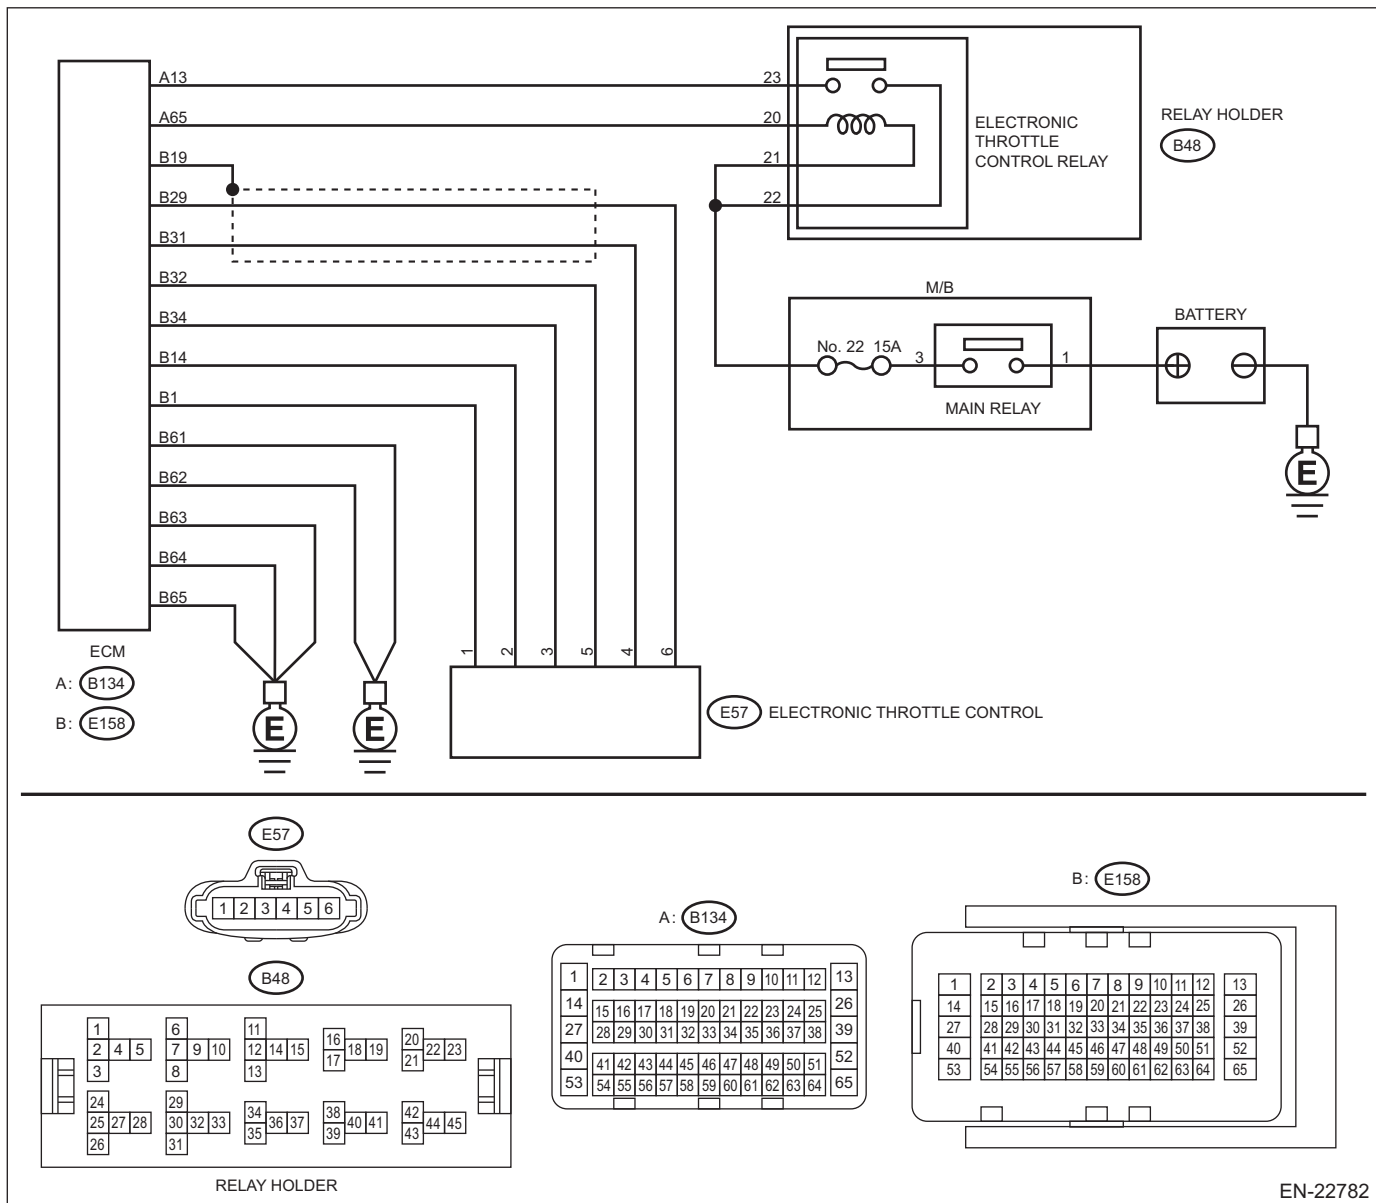 A13
23
A65
20
B19
21
B29
22
B31
B32
B34
B14
B1
B61
B62
B63
B64
B65
ELECTRONIC
THROTTLE
CONTROL RELAY
RELAY HOLDER
B48
M/B
No. 22 15A
3
1
MAIN RELAY
BATTERY
E
ECM
A: B134
B: E158
E
E
1 2 3 5 4 6
E57 ELECTRONIC THROTTLE CONTROL
E57
1 2 3 4 5 6
B48
1 6 11 16 20
2 4 5 7 9 10 12 14 15 18 19 22 23
3 8 13 17 21
24 29 34 38 42
25 27 28 30 32 33 36 37 40 41 44 45
26 31 35 39 43
RELAY HOLDER
A: B134
1 2 3 4 5 6 7 8 9 10 11 12 13
14 15 16 17 18 19 20 21 22 23 24 25 26
27 28 29 30 31 32 33 34 35 36 37 38 39
40 41 42 43 44 45 46 47 48 49 50 51 52
53 54 55 56 57 58 59 60 61 62 63 64 65
B: E158
1 2 3 4 5 6 7 8 9 10 11 12 13
14 15 16 17 18 19 20 21 22 23 24 25 26
27 28 29 30 31 32 33 34 35 36 37 38 39
40 41 42 43 44 45 46 47 48 49 50 51 52
53 54 55 56 57 58 59 60 61 62 63 64 65
EN-22782